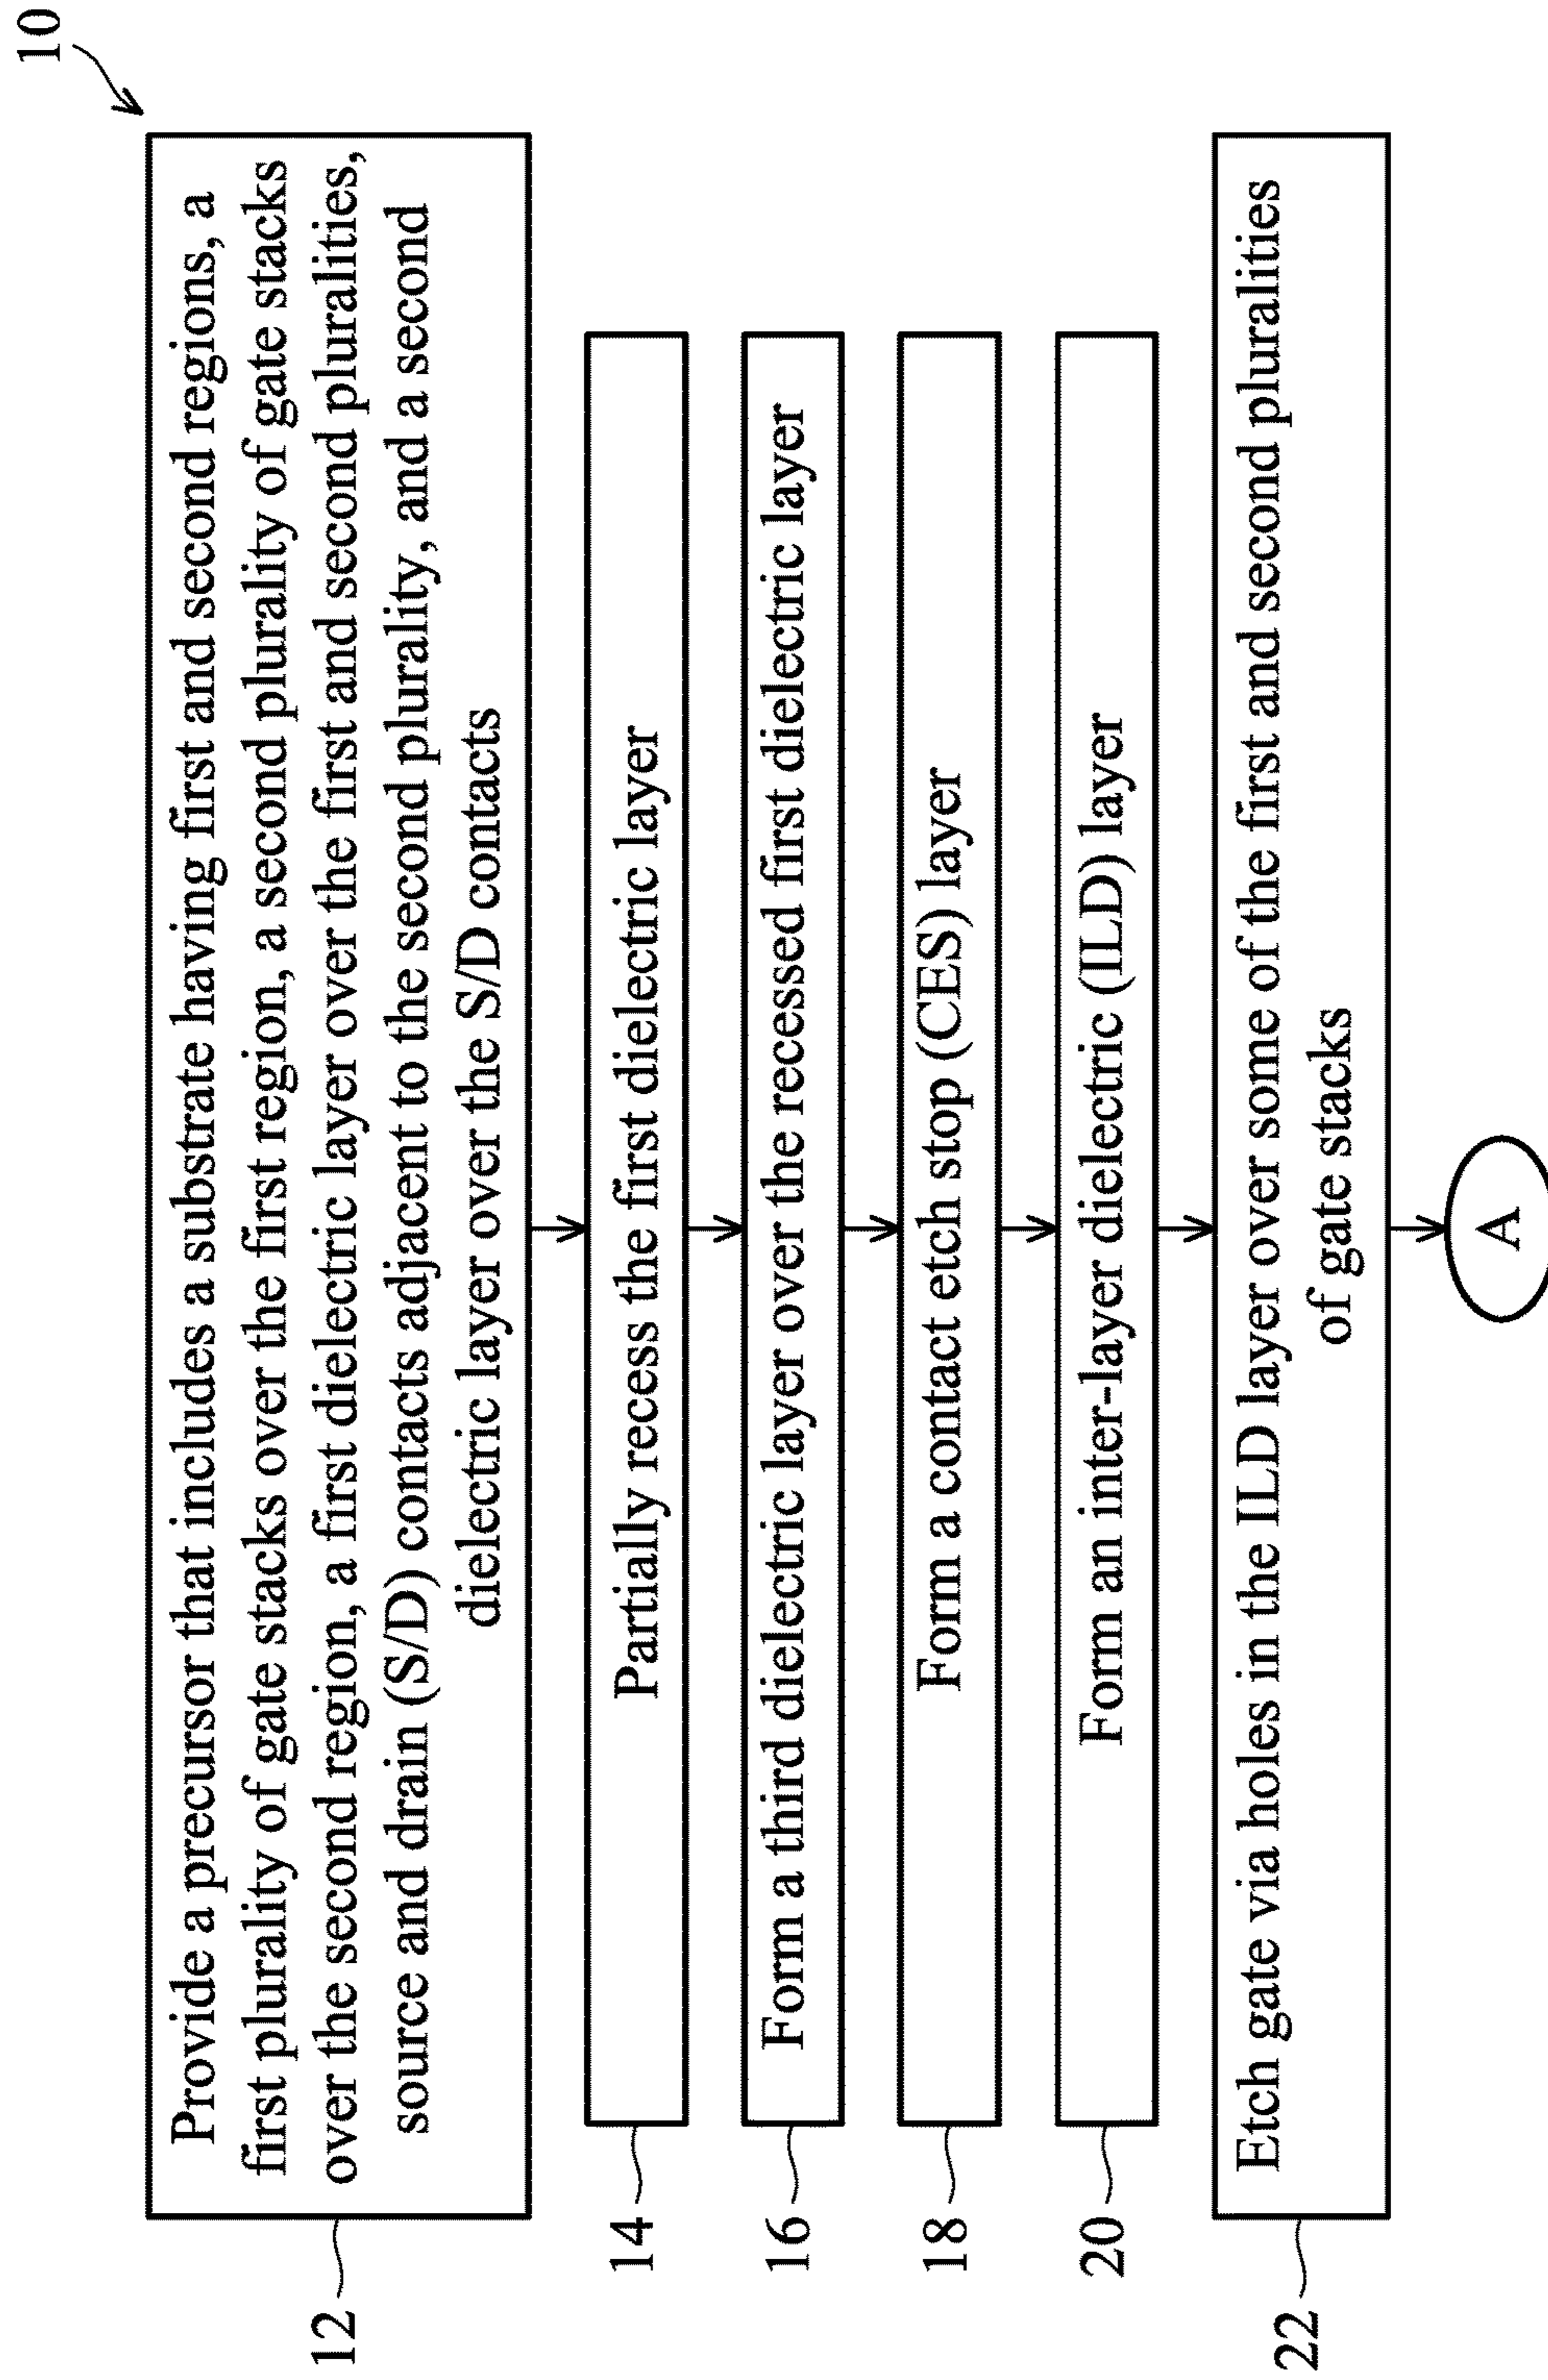 10
12
Provide a precursor that includes a substrate having first and second regions, a
first plurality of gate stacks over the first region, a second plurality of gate stacks
over the second region, a first dielectric layer over the first and second pluralities,
source and drain (S/D) contacts adjacent to the second plurality, and a second
dielectric layer over the S/D contacts
14
Partially recess the first dielectric layer
16
Form a third dielectric layer over the recessed first dielectric layer
18
Form a contact etch stop (CES) layer
20
Form an inter-layer dielectric (ILD) layer
22
Etch gate via holes in the ILD layer over some of the first and second pluralities
of gate stacks
A